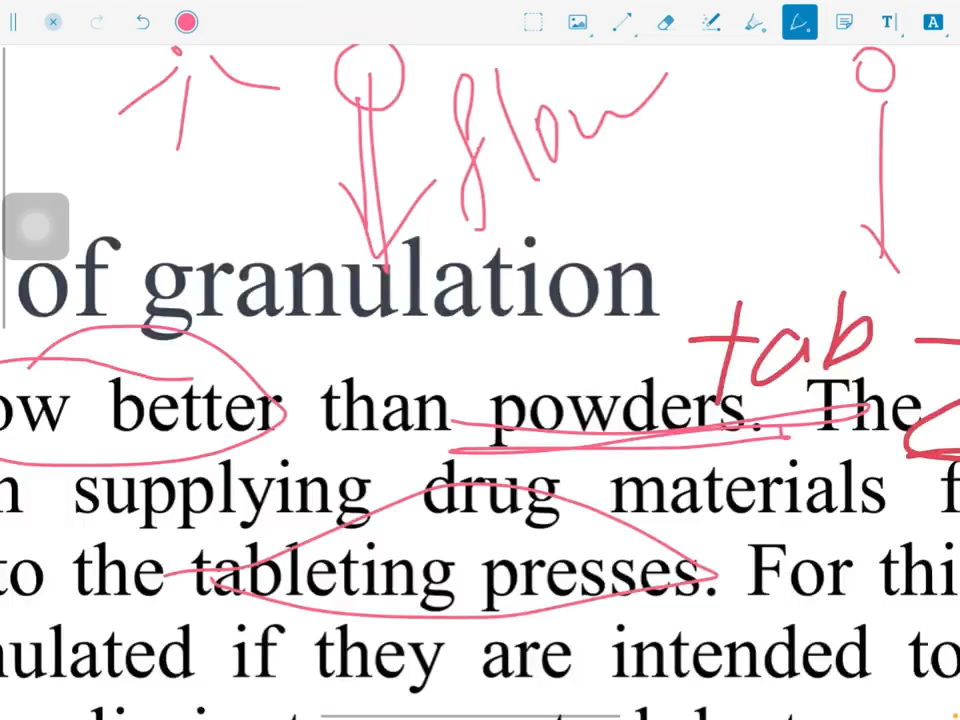 flow
of granulation
tab
ow better than powders. The
supplying drug materials
to the tableting presses. For thi
nulated if they are intended to